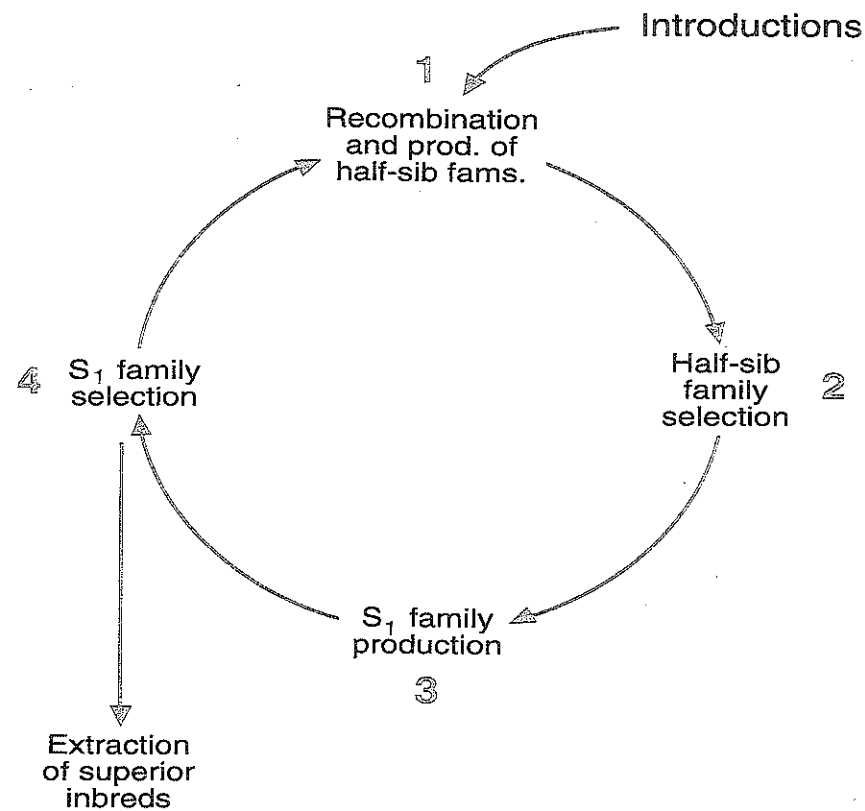 Introductions
1
Recombination
and prod. of
half-sib fams.
Half-sib
family
selection
2
S₁ family
production
3
4
S₁ family
selection
Extraction
of superior
inbreds